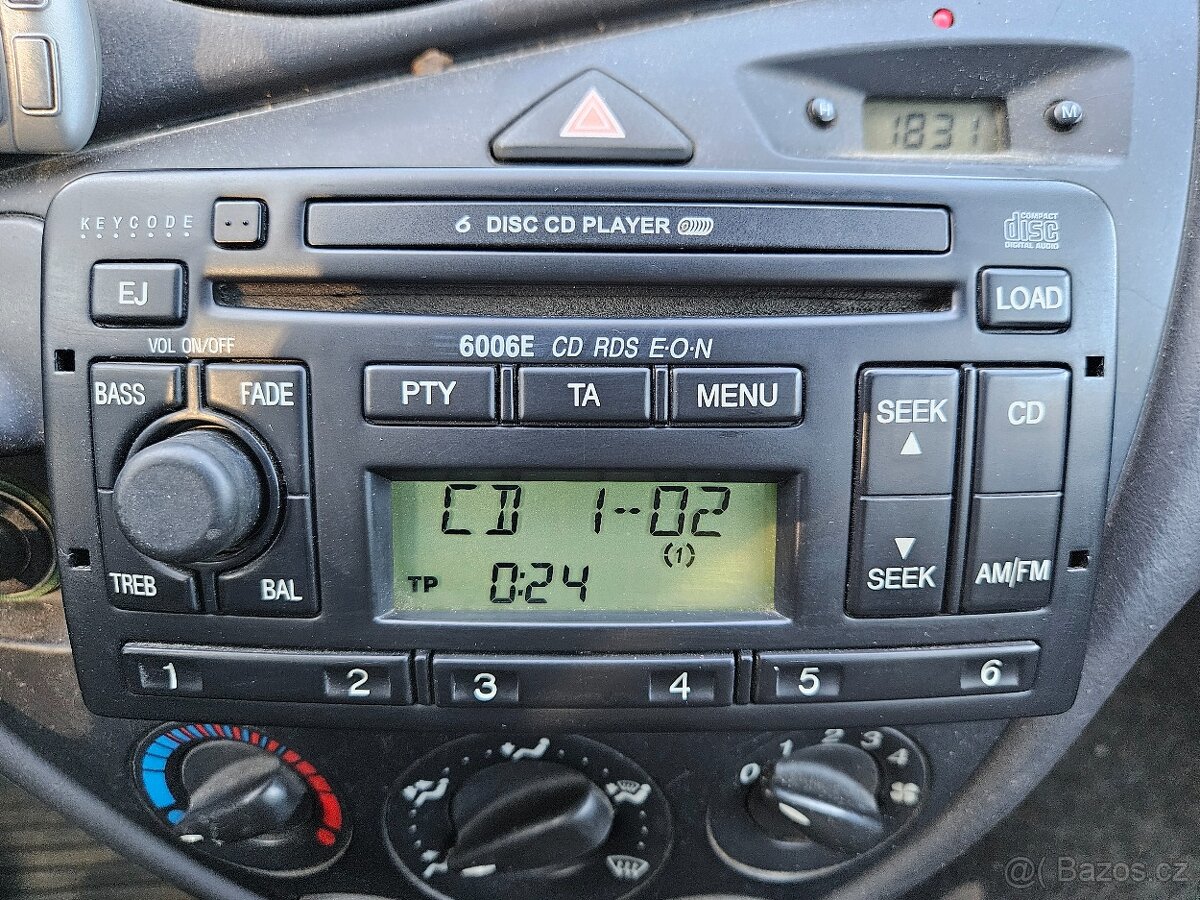 H 1831 M
KEYCODE
6 DISC CD PLAYER
COMPACT
disc
DIGITAL AUDIO
EJ
LOAD
VOL ON/OFF
6006E CD RDS E·O·N
BASS
FADE
PTY
TA
MENU
SEEK
CD
CD 1-02
(1)
TP 0:24
TREB
BAL
SEEK
AM/FM
1 2 3 4 5 6
0 1 2 3 4
@( Bazos.cz